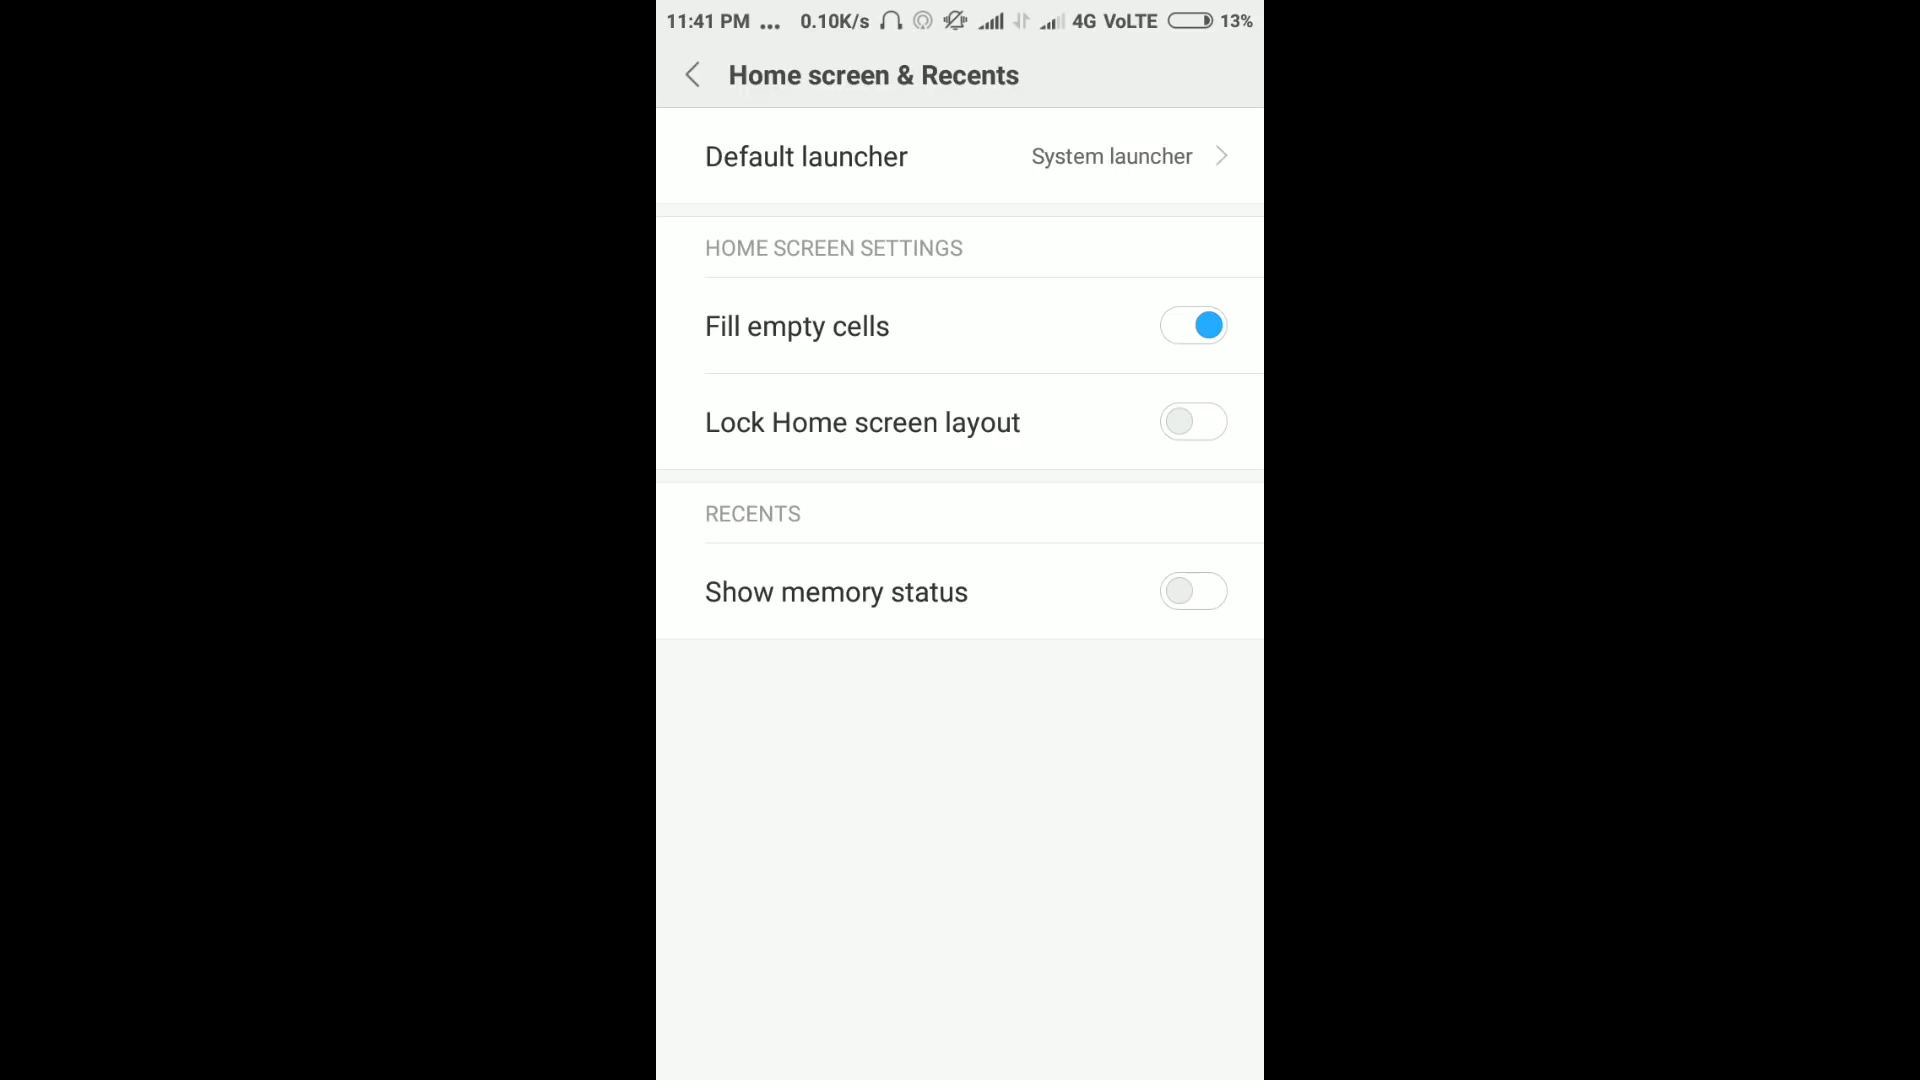 11:41 PM ... 0.10K/s 4G VoLTE 13%
Home screen & Recents
Default launcher System launcher
HOME SCREEN SETTINGS
Fill empty cells
Lock Home screen layout
RECENTS
Show memory status